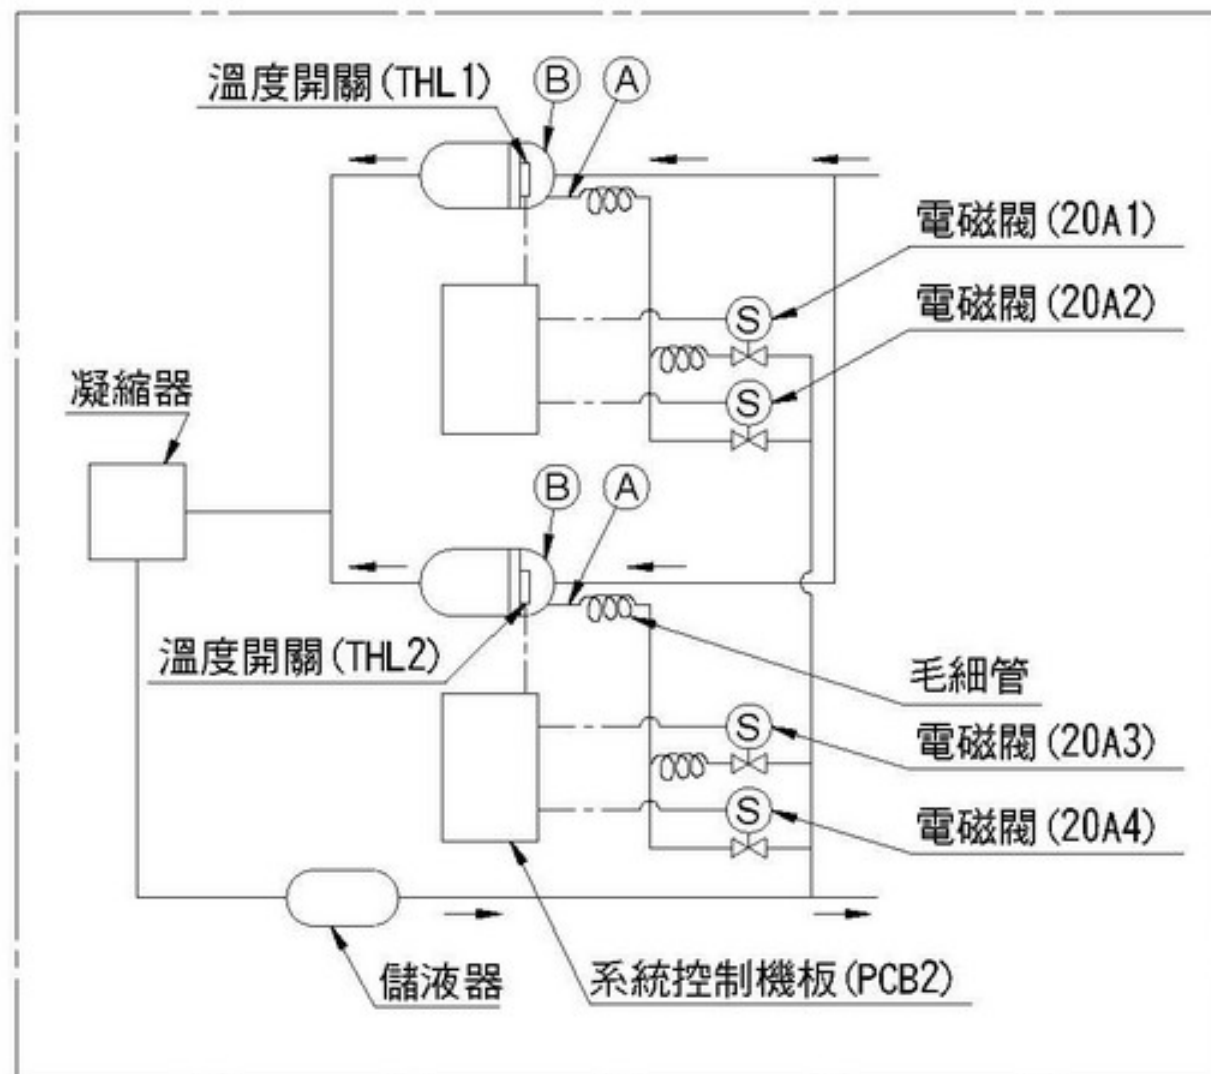 溫度開關(THL1)
B
A
電磁閥(20A1)
S
電磁閥(20A2)
S
凝縮器
B
A
溫度開關(THL2)
毛細管
S
電磁閥(20A3)
S
電磁閥(20A4)
儲液器
系統控制機板(PCB2)